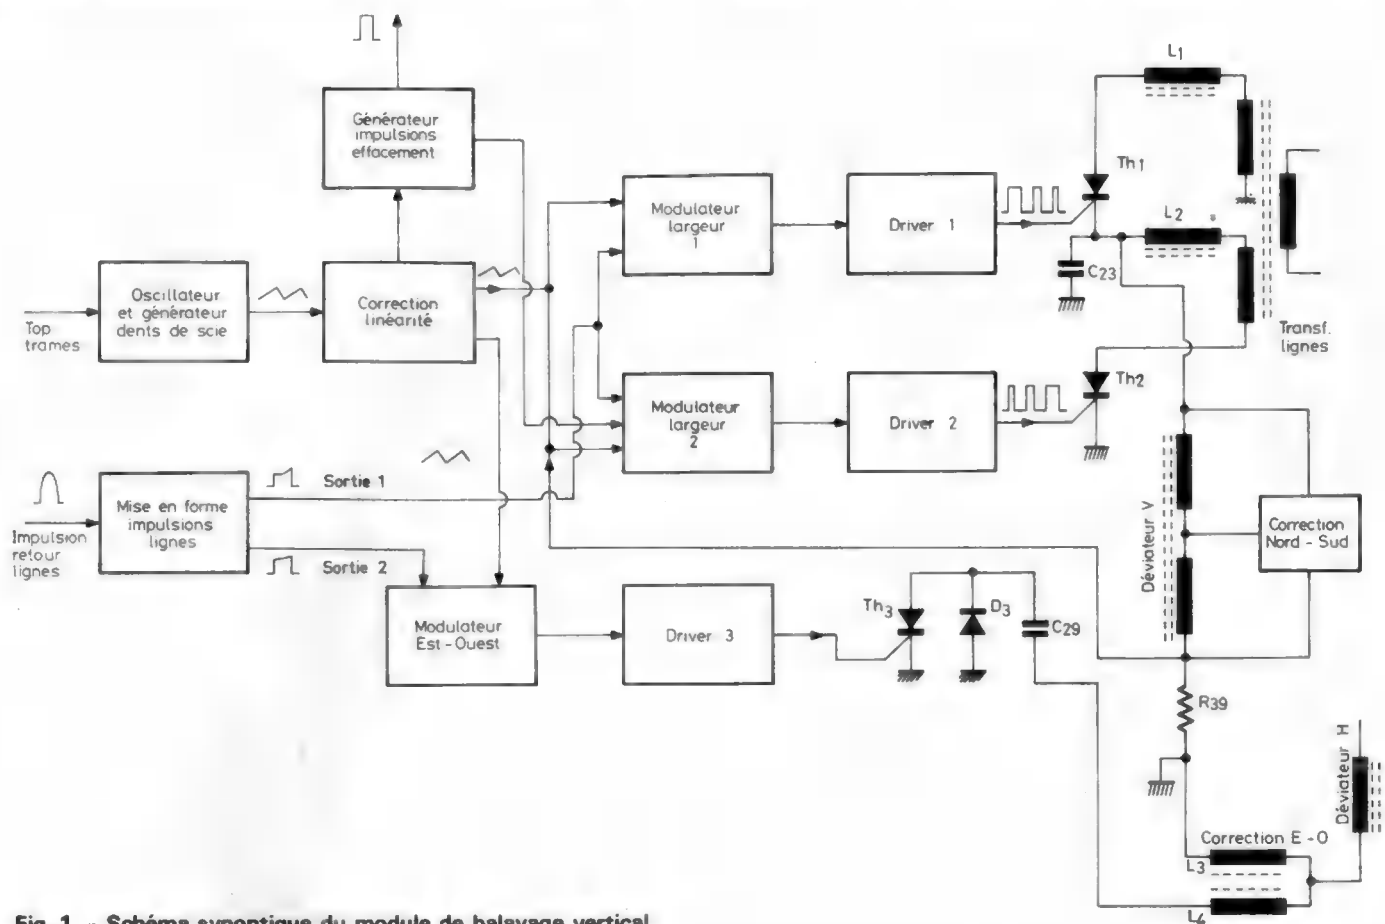 L1
Générateur
impulsions
effacement
Th1
Modulateur
largeur
1
Driver 1
L2
C23
Oscillateur
et générateur
dents de scie
Correction
linéarité
Top
trames
Transf.
lignes
Th2
Modulateur
largeur
2
Driver 2
Sortie 1
Mise en forme
impulsions
lignes
Impulsion
retour
lignes
Sortie 2
Déviateur V
Correction
Nord - Sud
Modulateur
Est - Ouest
Driver 3
Th3
D3
C29
R39
Déviateur H
Correction E - O
L3
L4
Fig. 1. - Schéma synoptique du module de balayage vertical